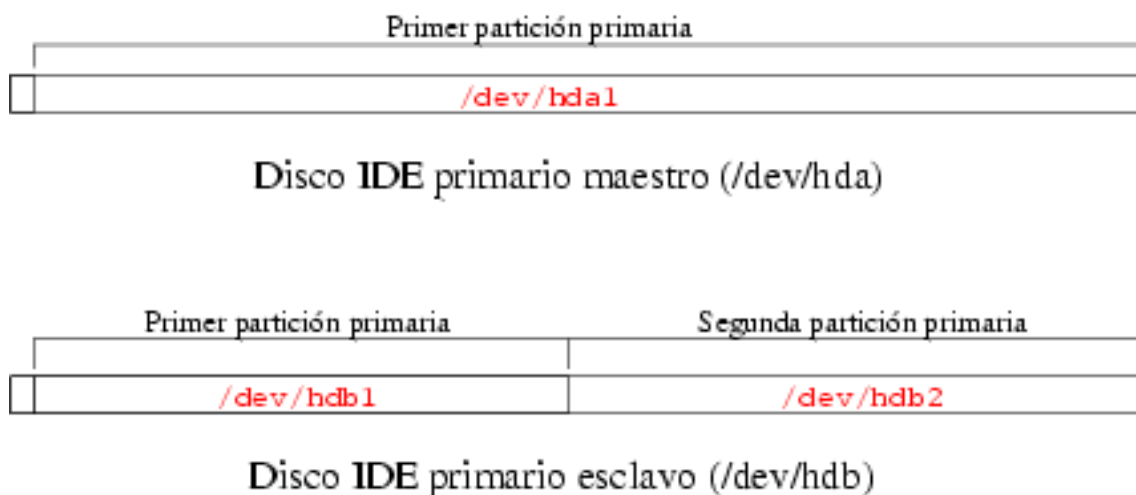 Primer partición primaria
/dev/hda1
Disco IDE primario maestro (/dev/hda)
Primer partición primaria Segunda partición primaria
/dev/hdb1 /dev/hdb2
Disco IDE primario esclavo (/dev/hdb)